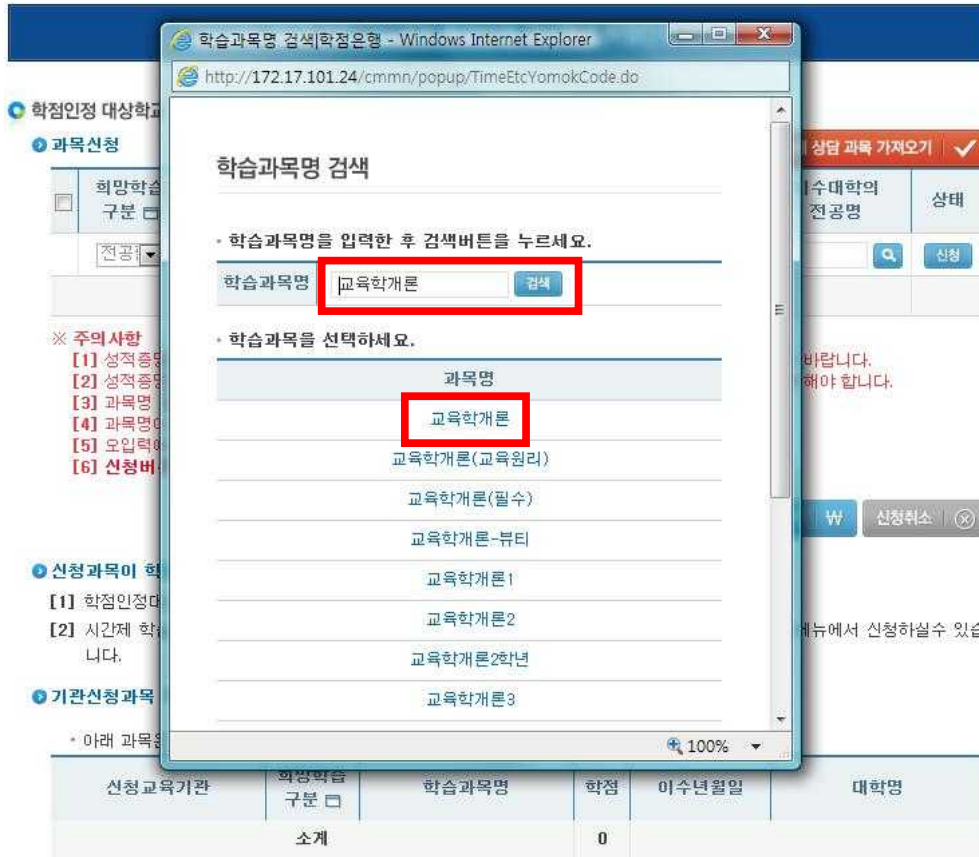 학습과목명 검색|학점은행 - Windows Internet Explorer
http://172.17.101.24/cmmn/popup/TimeEtcYomokCode.do
학점인정 대상학교
과목신청
상담 과목 가져오기
희망학습
구분
이수대학의
전공명
상태
전공
신청
학습과목명 검색
학습과목명을 입력한 후 검색버튼을 누르세요.
학습과목명 교육학개론 검색
학습과목을 선택하세요.
과목명
교육학개론
교육학개론(교육원리)
교육학개론(필수)
교육학개론-뷰티
교육학개론1
교육학개론2
교육학개론2학년
교육학개론3
100%
※ 주의사항
[1] 성적증명 바랍니다.
[2] 성적증명 해야 합니다.
[3] 과목명
[4] 과목명이
[5] 오입력
[6] 신청버
₩ 신청취소
신청과목이 학
[1] 학점인정대
[2] 시간제 학 메뉴에서 신청하실수 있습
니다.
기관신청과목
아래 과목은
신청교육기관 희망학습 구분 학습과목명 학점 이수년월일 대학명
소계 0